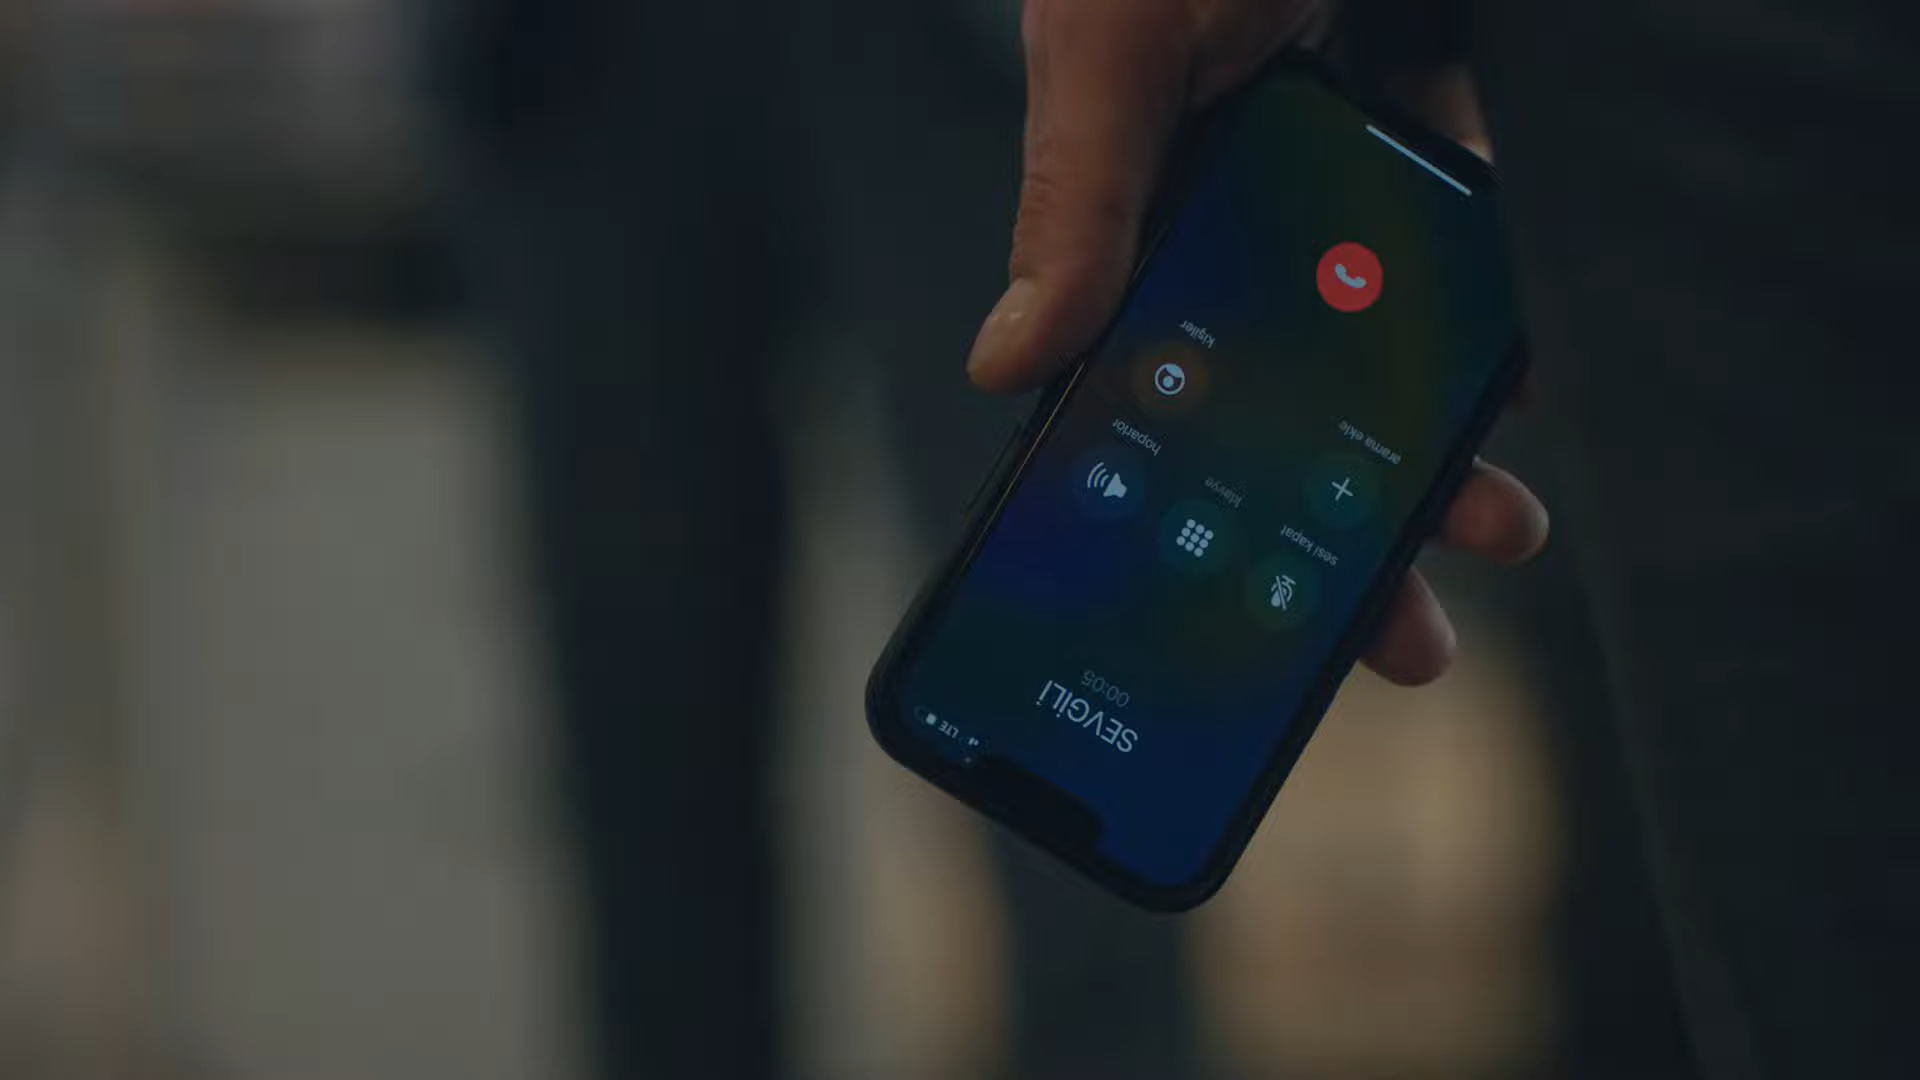 LTE
SEVGİLİ
00:05
sesi kapat
klavye
hoparlör
arama ekle
kişiler